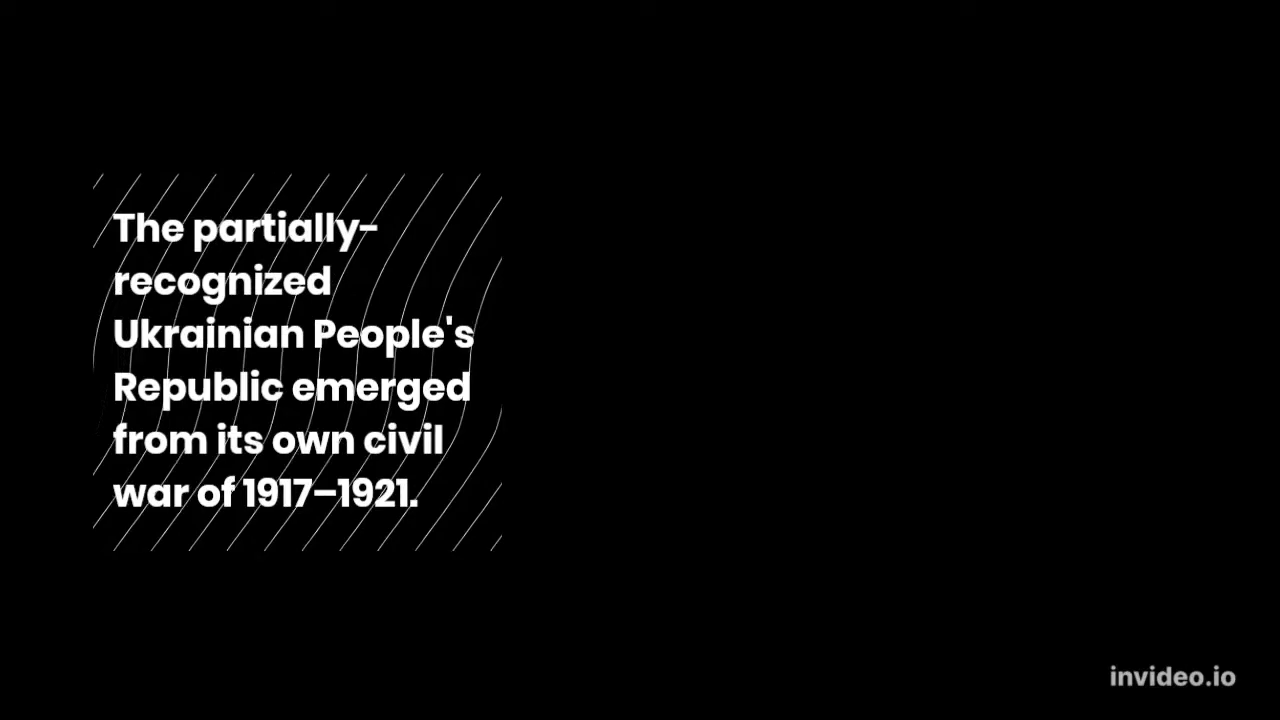 The partially-
recognized
Ukrainian People's
Republic emerged
from its own civil
war of 1917–1921.
invideo.io